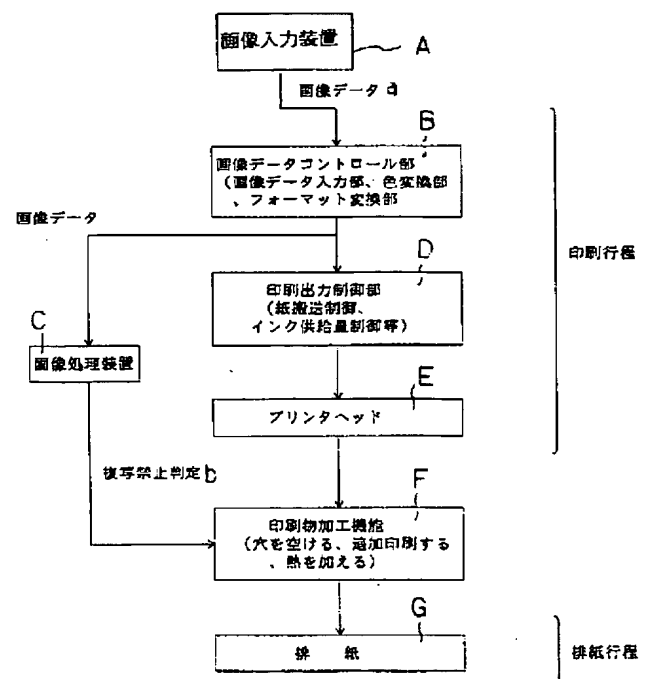 画像入力装置
A
画像データa
B
画像データコントロール部
(画像データ入力部、色変換部
、フォーマット変換部
画像データ
印刷行程
D
印刷出力制御部
(紙搬送制御、
インク供給量制御等)
C
画像処理装置
E
プリンタヘッド
複写禁止判定b
F
印刷物加工機能
(穴を空ける、追加印刷する
、熱を加える)
G
排 紙
排紙行程